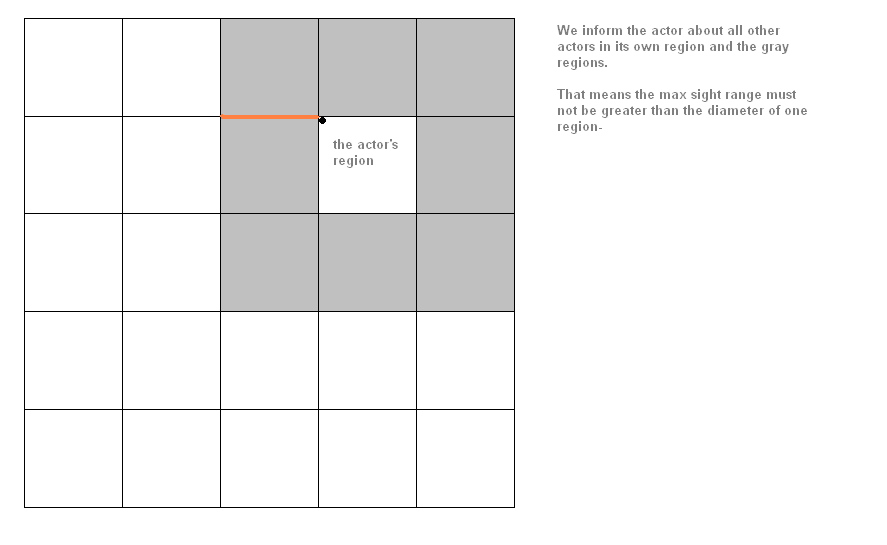 We inform the actor about all other
actors in its own region and the gray
regions.
That means the max sight range must
not be greater than the diameter of one
region-
the actor's
region